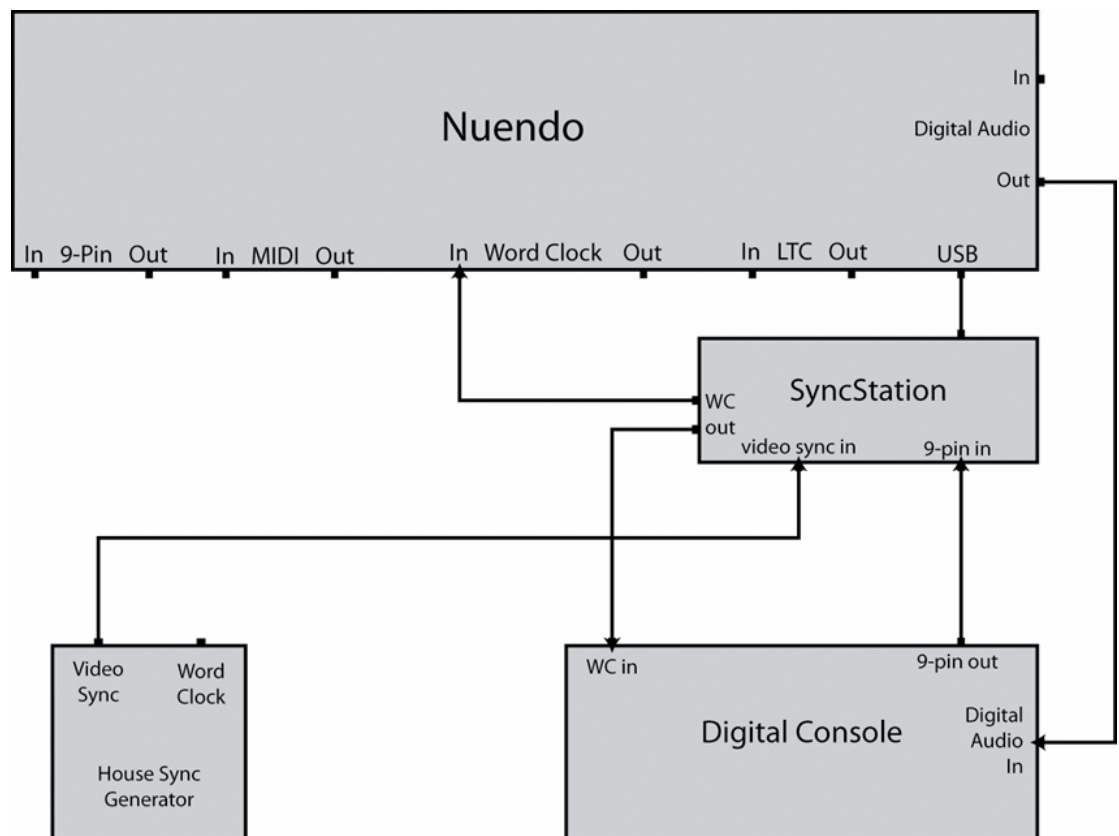 In
Nuendo
Digital Audio
Out
In 9-Pin Out In MIDI Out In Word Clock Out In LTC Out USB
SyncStation
WC
out
video sync in 9-pin in
Video
Sync
Word
Clock
House Sync
Generator
WC in
9-pin out
Digital Console
Digital
Audio
In